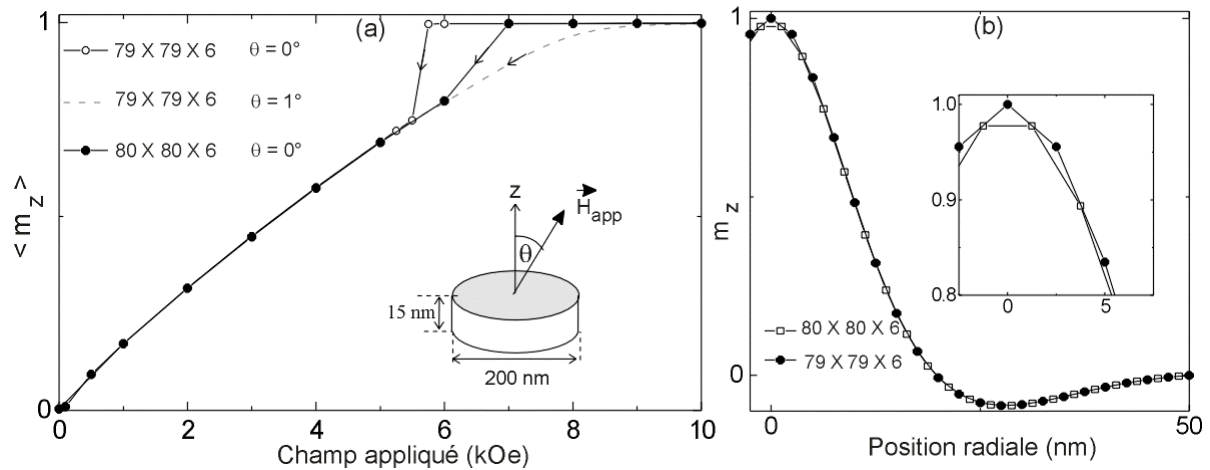 (a)
1
79 X 79 X 6 θ = 0°
79 X 79 X 6 θ = 1°
80 X 80 X 6 θ = 0°
< m_z >
z
H_app
θ
15 nm
200 nm
0
0 2 4 6 8 10
Champ appliqué (kOe)
(b)
1
m_z
1.0
0.9
0.8
0 5
80 X 80 X 6
79 X 79 X 6
0
0 50
Position radiale (nm)